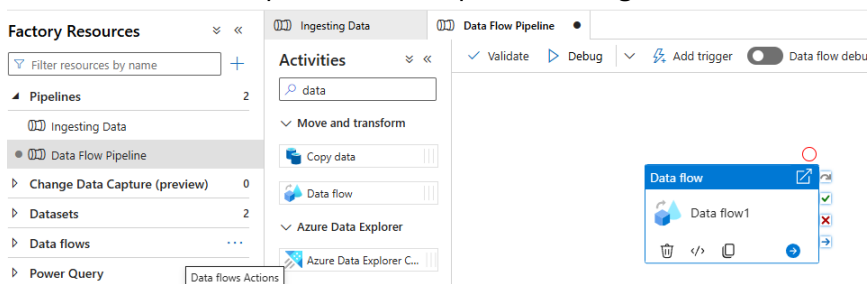 Factory Resources
Filter resources by name
Pipelines 2
Ingesting Data
Data Flow Pipeline
Change Data Capture (preview) 0
Datasets 2
Data flows ...
Power Query
Data flows Actions
Ingesting Data
Data Flow Pipeline
Activities
data
Move and transform
Copy data
Data flow
Azure Data Explorer
Azure Data Explorer C...
Validate Debug Add trigger Data flow debu
Data flow
Data flow1